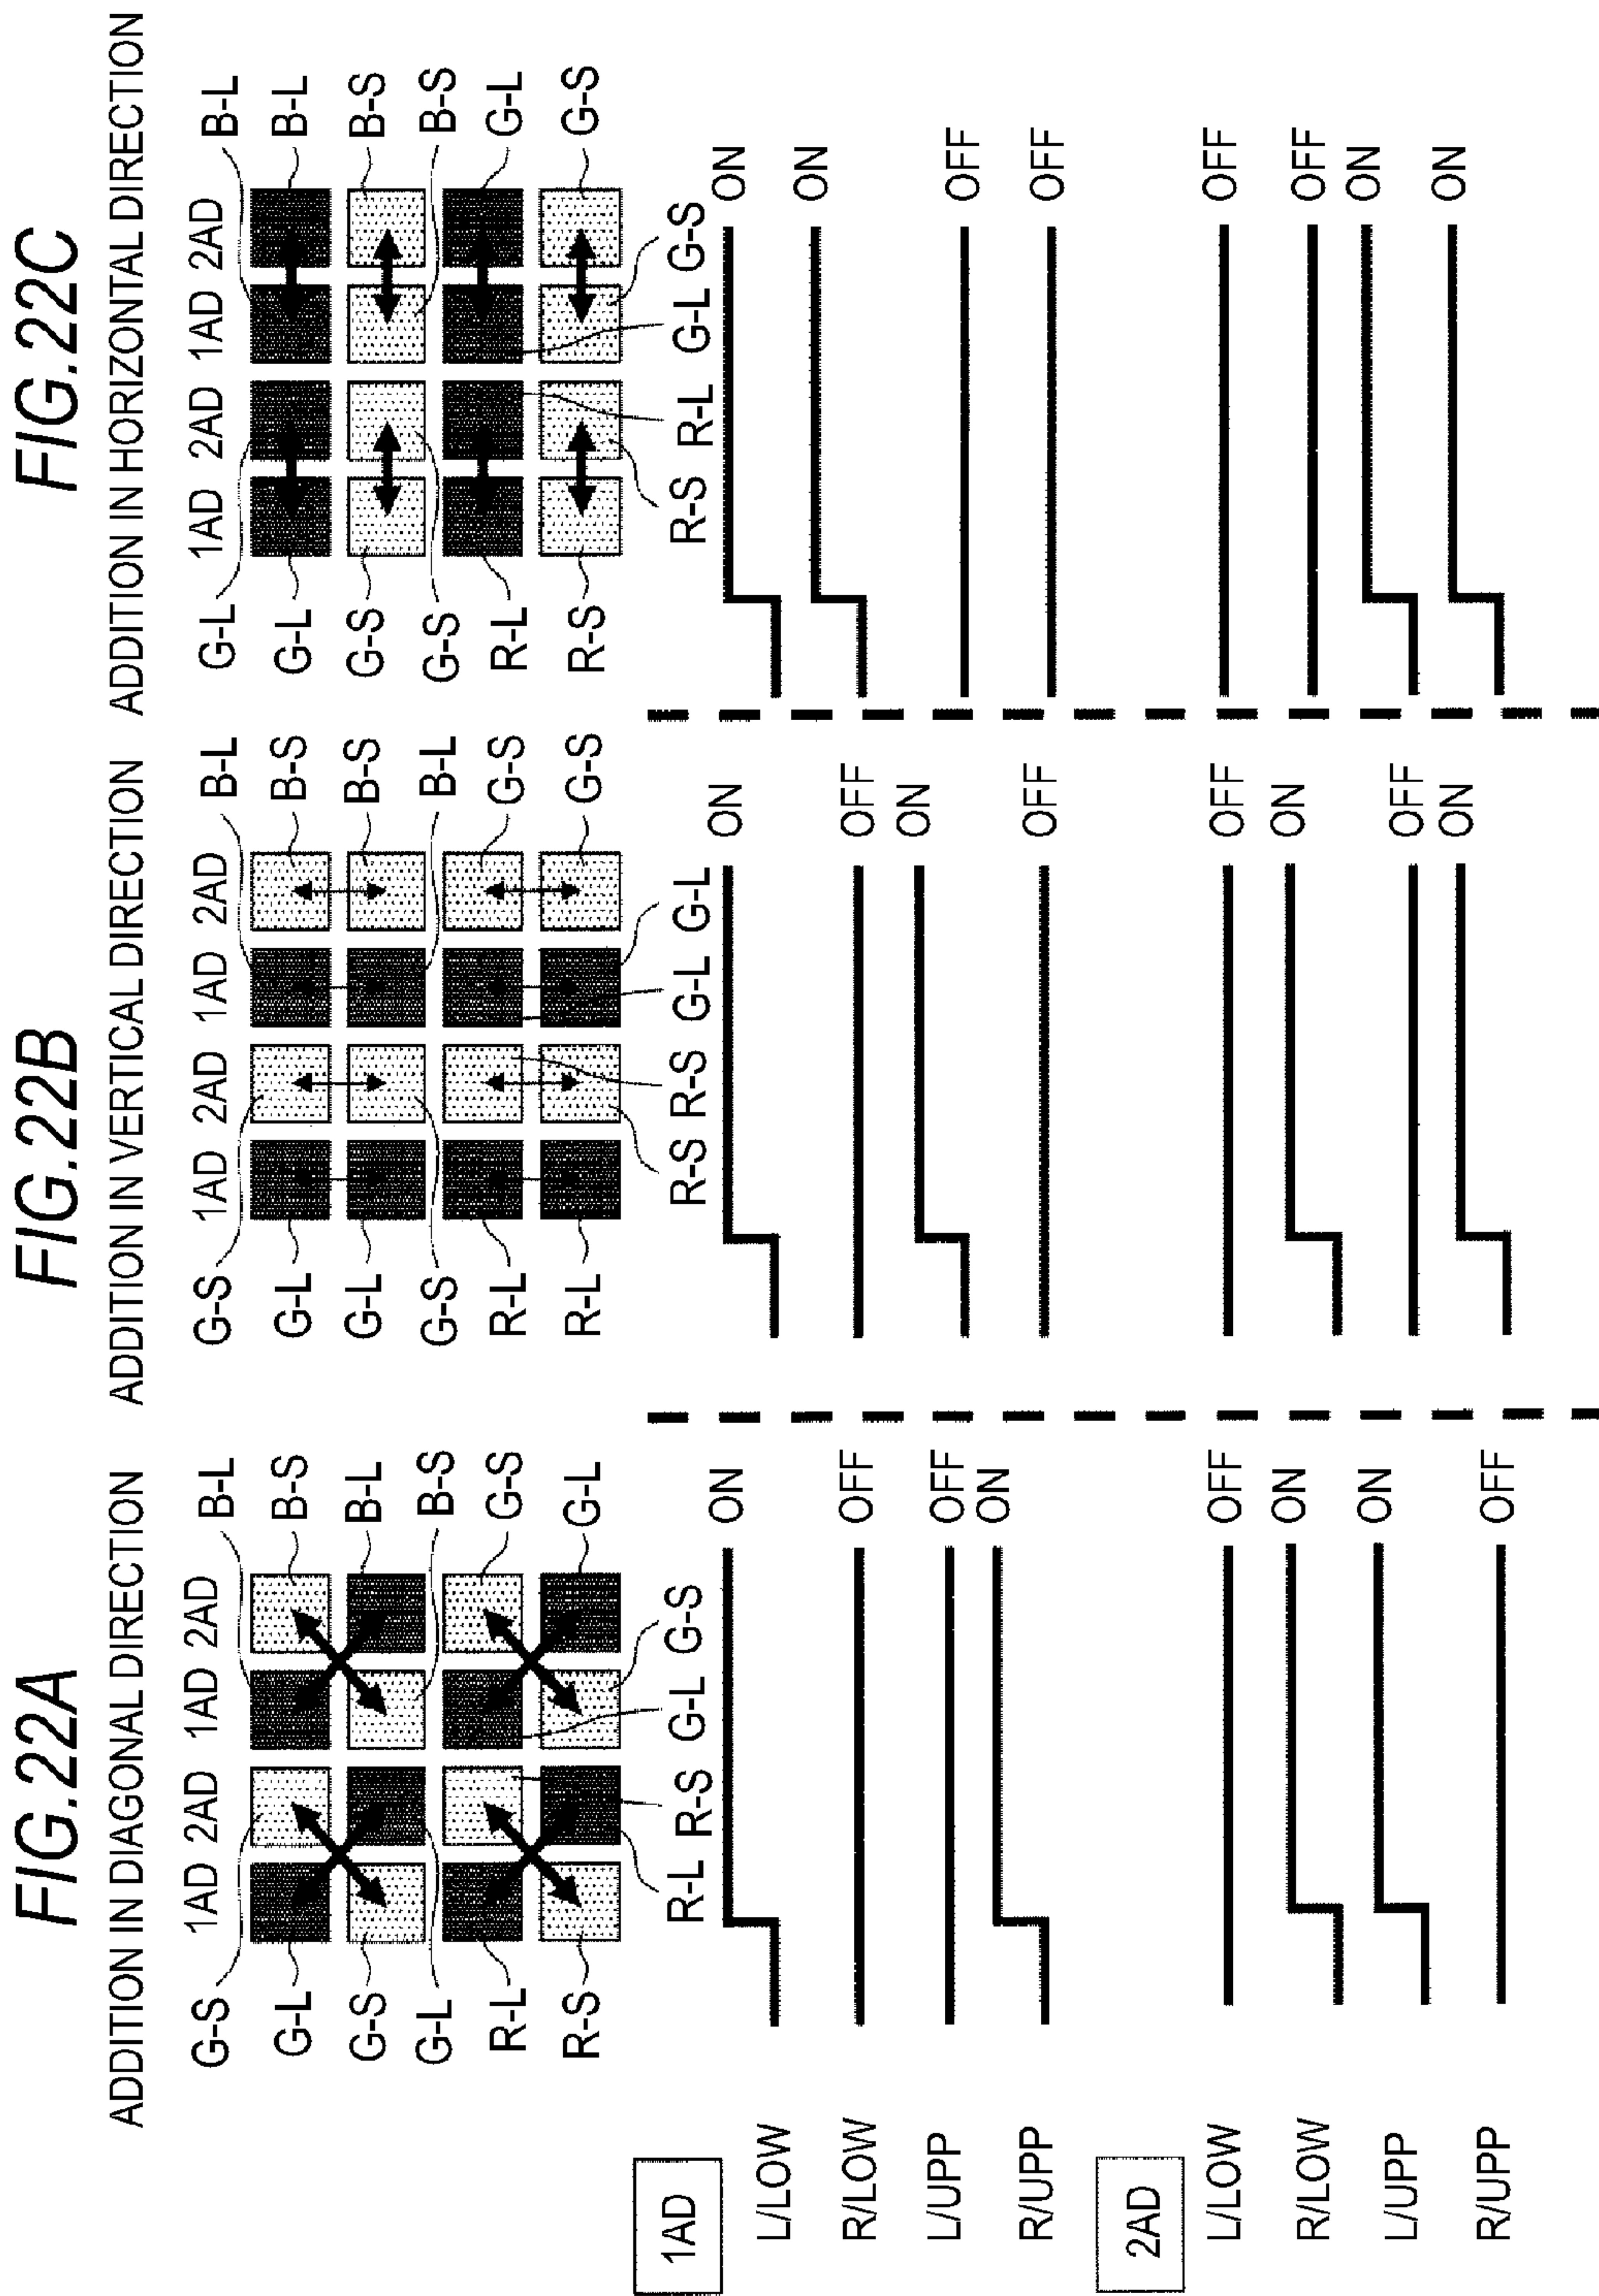 FIG.22A
ADDITION IN DIAGONAL DIRECTION
1AD 2AD 1AD 2AD
G-S
G-L
G-S
G-L
R-L
R-S
B-L
B-S
B-L
B-S
G-S
G-L
R-L R-S G-L G-S
FIG.22B
ADDITION IN VERTICAL DIRECTION
1AD 2AD 1AD 2AD
G-S
G-L
G-L
G-S
R-L
R-L
B-L
B-S
B-S
B-L
G-S
G-S
R-S R-S G-L G-L
FIG.22C
ADDITION IN HORIZONTAL DIRECTION
1AD 2AD 1AD 2AD
G-L
G-L
G-S
G-S
R-L
R-S
B-L
B-L
B-S
B-S
G-L
G-S
R-S R-L G-L G-S
1AD
L/LOW ON ON ON
R/LOW OFF OFF ON
L/UPP OFF ON OFF
R/UPP ON OFF OFF
2AD
L/LOW OFF OFF OFF
R/LOW ON ON OFF
L/UPP ON OFF ON
R/UPP OFF ON ON